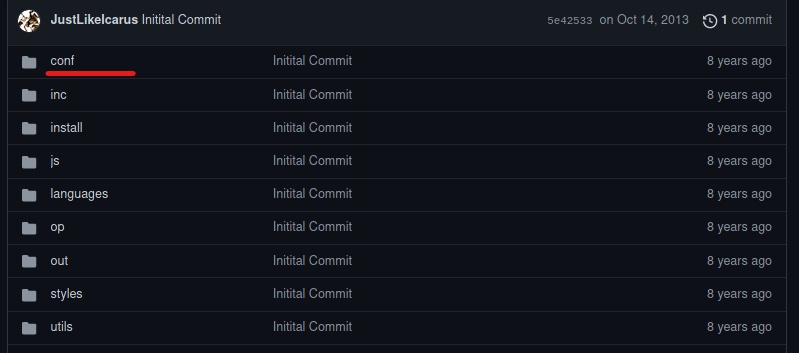 JustLikeIcarus Initital Commit 5e42533 on Oct 14, 2013 1 commit
conf Initital Commit 8 years ago
inc Initital Commit 8 years ago
install Initital Commit 8 years ago
js Initital Commit 8 years ago
languages Initital Commit 8 years ago
op Initital Commit 8 years ago
out Initital Commit 8 years ago
styles Initital Commit 8 years ago
utils Initital Commit 8 years ago